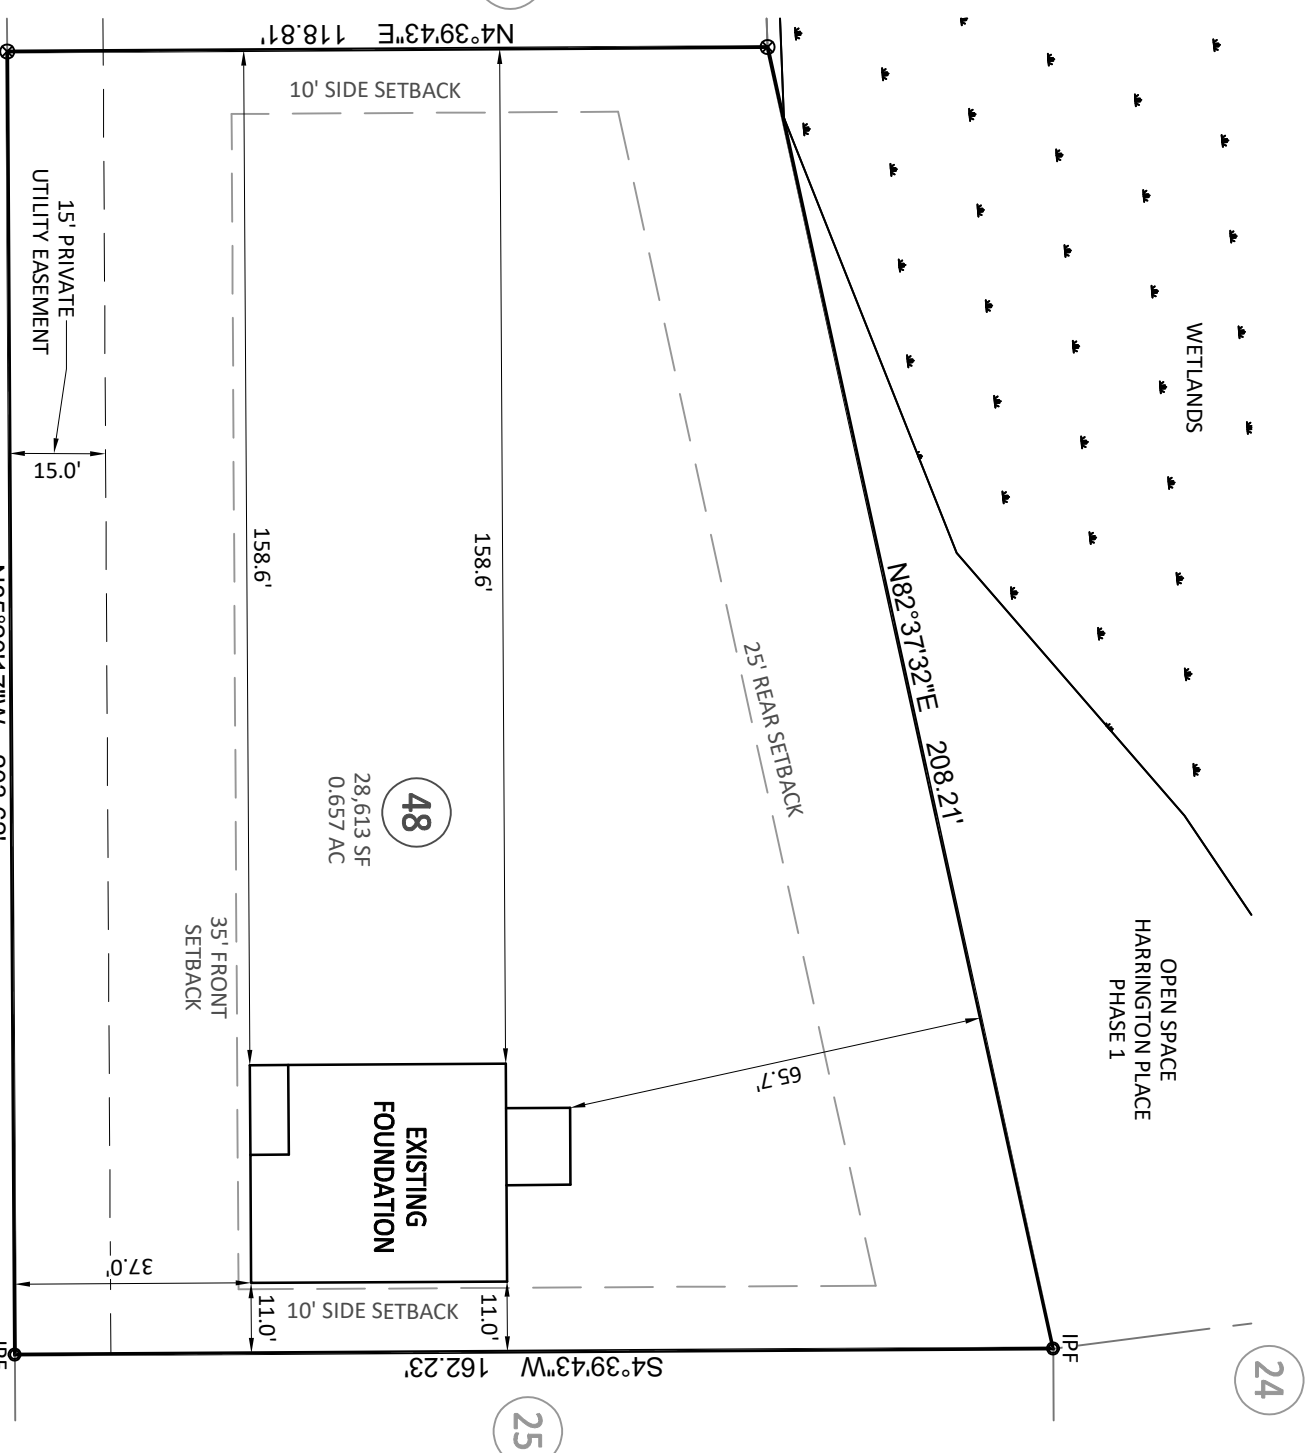 N4°39'43"E 118.81'
10' SIDE SETBACK
WETLANDS
15' PRIVATE
UTILITY EASEMENT
15.0'
158.6'
158.6'
N82°37'32"E 208.21'
25' REAR SETBACK
48
28,613 SF
0.657 AC
35' FRONT
SETBACK
OPEN SPACE
HARRINGTON PLACE
PHASE 1
65.7'
EXISTING
FOUNDATION
37.0'
11.0'
10' SIDE SETBACK
11.0'
IPF
IPF
S4°39'43"W 162.23'
24
25